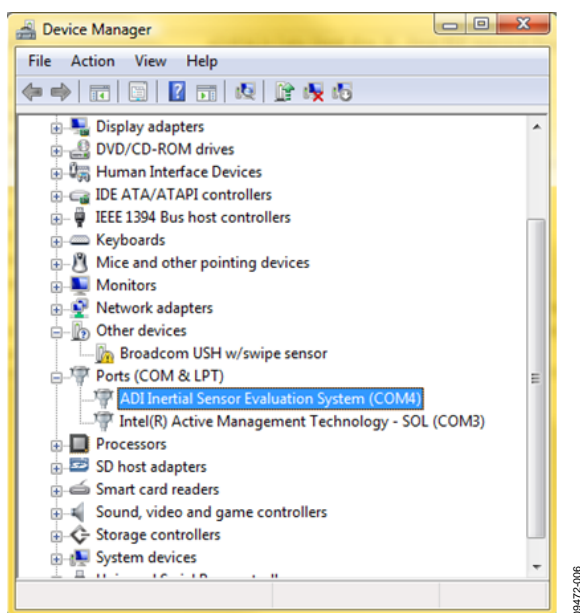 Device Manager
File Action View Help
Display adapters
DVD/CD-ROM drives
Human Interface Devices
IDE ATA/ATAPI controllers
IEEE 1394 Bus host controllers
Keyboards
Mice and other pointing devices
Monitors
Network adapters
Other devices
Broadcom USH w/swipe sensor
Ports (COM & LPT)
ADI Inertial Sensor Evaluation System (COM4)
Intel(R) Active Management Technology - SOL (COM3)
Processors
SD host adapters
Smart card readers
Sound, video and game controllers
Storage controllers
System devices
09472-006